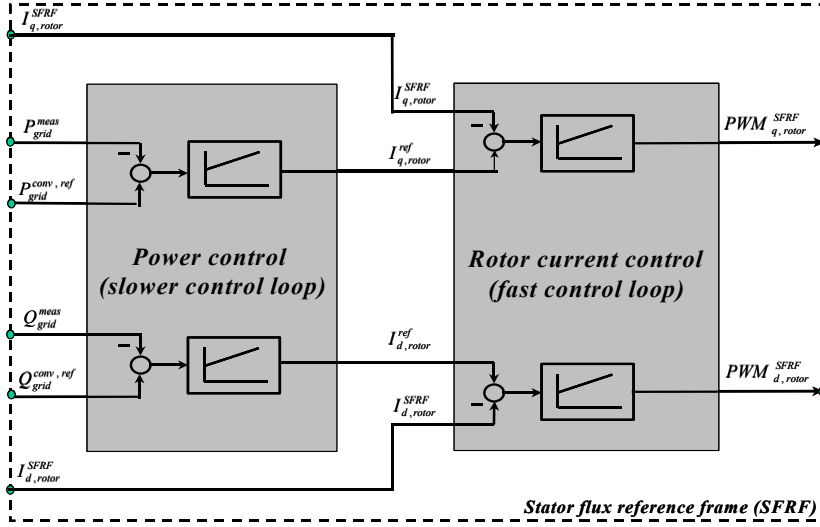 I_{q,rotor}^{SFRF}
I_{q,rotor}^{SFRF}
P_{grid}^{meas}
PWM_{q,rotor}^{SFRF}
−
−
I_{q,rotor}^{ref}
P_{grid}^{conv,ref}
Power control
(slower control loop)
Rotor current control
(fast control loop)
Q_{grid}^{meas}
−
I_{d,rotor}^{ref}
Q_{grid}^{conv,ref}
PWM_{d,rotor}^{SFRF}
I_{d,rotor}^{SFRF}
−
I_{d,rotor}^{SFRF}
Stator flux reference frame (SFRF)